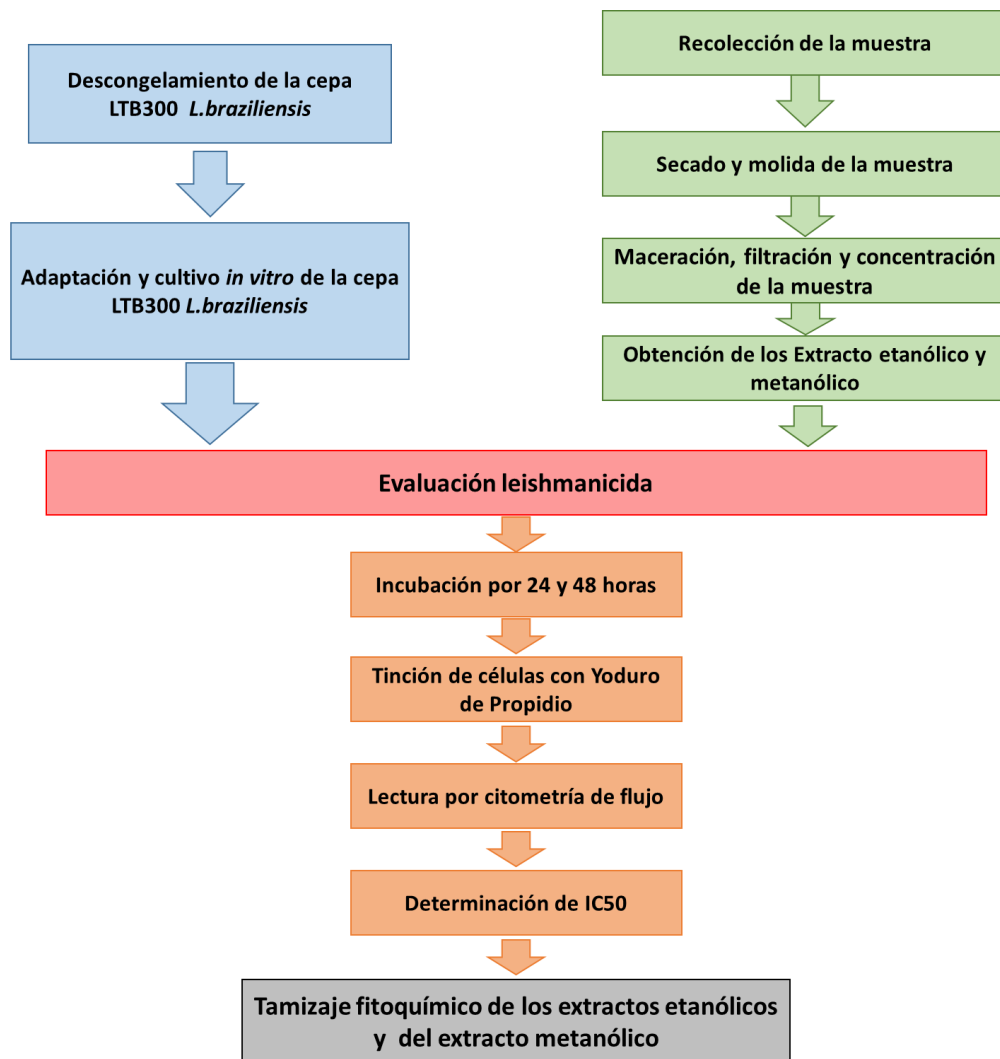 Descongelamiento de la cepa
LTB300 L.braziliensis
Adaptación y cultivo in vitro de la cepa
LTB300 L.braziliensis
Recolección de la muestra
Secado y molida de la muestra
Maceración, filtración y concentración
de la muestra
Obtención de los Extracto etanólico y
metanólico
Evaluación leishmanicida
Incubación por 24 y 48 horas
Tinción de células con Yoduro
de Propidio
Lectura por citometría de flujo
Determinación de IC50
Tamizaje fitoquímico de los extractos etanólicos
y del extracto metanólico